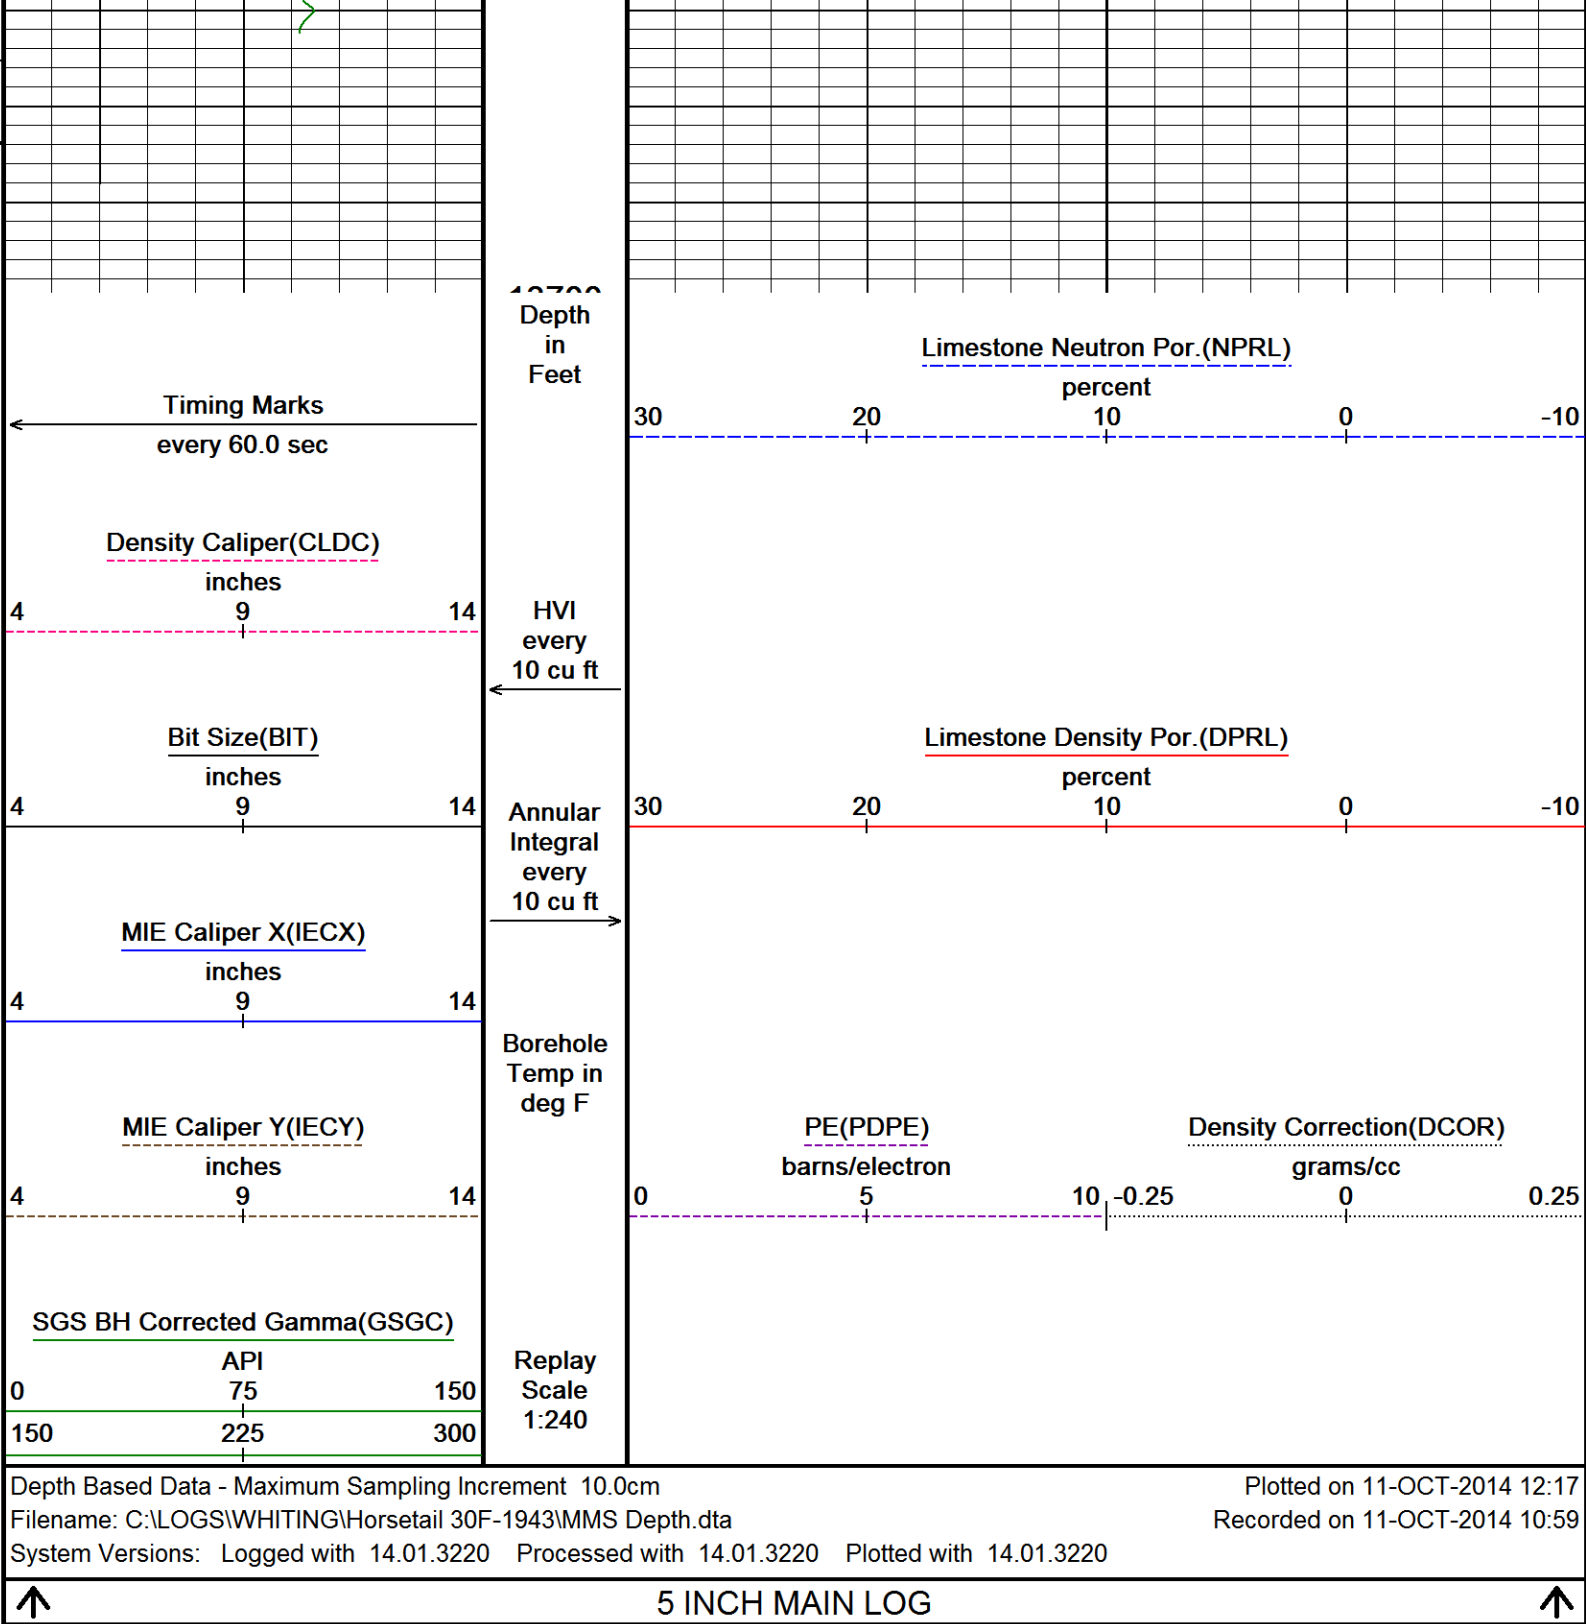 Depth
in
Feet
Timing Marks
every 60.0 sec
Density Caliper(CLDC)
inches
4 9 14
Bit Size(BIT)
inches
4 9 14
MIE Caliper X(IECX)
inches
4 9 14
MIE Caliper Y(IECY)
inches
4 9 14
SGS BH Corrected Gamma(GSGC)
API
0 75 150
150 225 300
HVI
every
10 cu ft
Annular
Integral
every
10 cu ft
Borehole
Temp in
deg F
Replay
Scale
1:240
Limestone Neutron Por.(NPRL)
percent
30 20 10 0 -10
Limestone Density Por.(DPRL)
percent
30 20 10 0 -10
PE(PDPE)
barns/electron
0 5 10
Density Correction(DCOR)
grams/cc
-0.25 0 0.25
Depth Based Data - Maximum Sampling Increment 10.0cm
Plotted on 11-OCT-2014 12:17
Filename: C:\LOGS\WHITING\Horsetail 30F-1943\MMS Depth.dta
Recorded on 11-OCT-2014 10:59
System Versions: Logged with 14.01.3220 Processed with 14.01.3220 Plotted with 14.01.3220
5 INCH MAIN LOG